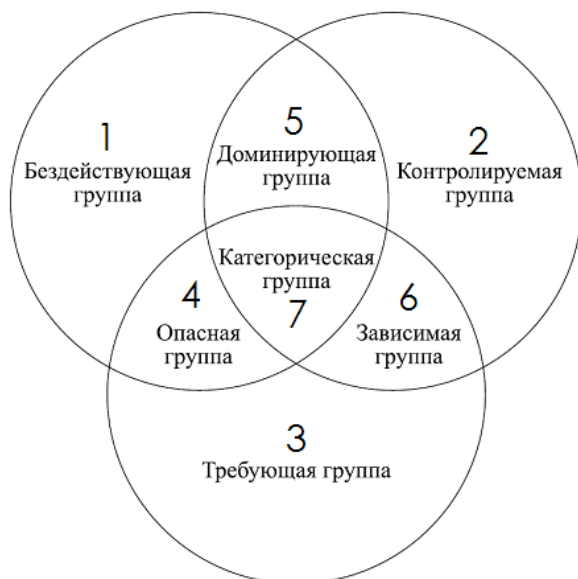 1
Бездействующая
группа
5
Доминирующая
группа
2
Контролируемая
группа
Категорическая
группа
7
4
Опасная
группа
6
Зависимая
группа
3
Требующая группа